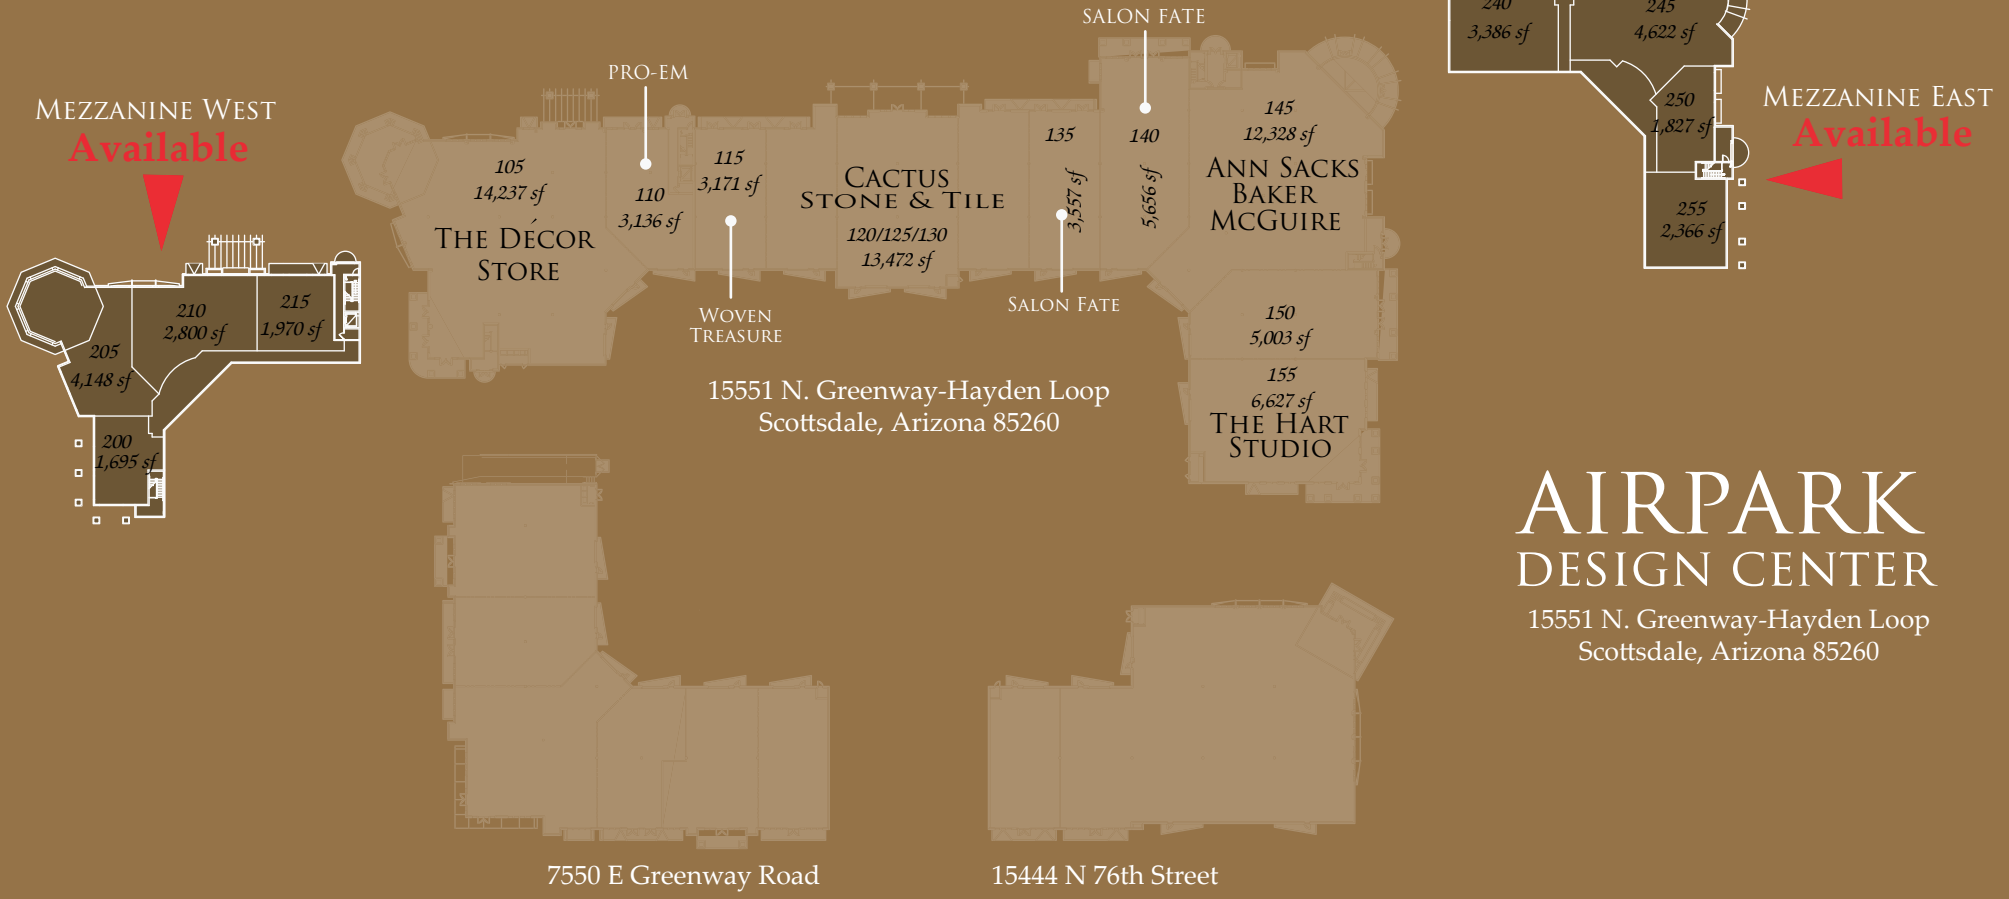 SALON FATE
PRO-EM
MEZZANINE WEST
Available
105
14,237 sf
THE DÉCOR
STORE
110
3,136 sf
115
3,171 sf
WOVEN
TREASURE
CACTUS
STONE & TILE
120/125/130
13,472 sf
135
3,557 sf
SALON FATE
140
5,656 sf
145
12,328 sf
ANN SACKS
BAKER
MCGUIRE
150
5,003 sf
155
6,627 sf
THE HART
STUDIO
240
3,386 sf
245
4,622 sf
250
1,827 sf
255
2,366 sf
MEZZANINE EAST
Available
210
2,800 sf
215
1,970 sf
205
4,148 sf
200
1,695 sf
15551 N. Greenway-Hayden Loop
Scottsdale, Arizona 85260
AIRPARK
DESIGN CENTER
15551 N. Greenway-Hayden Loop
Scottsdale, Arizona 85260
7550 E Greenway Road
15444 N 76th Street